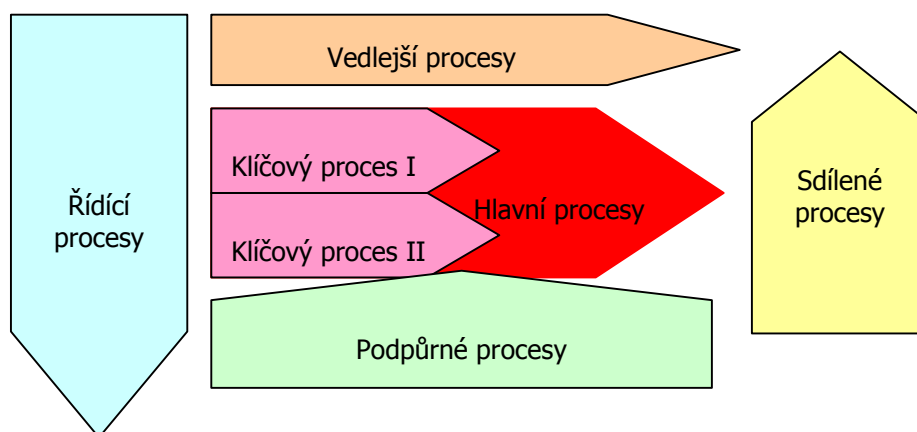 Vedlejší procesy
Klíčový proces I
Řídící
procesy
Hlavní procesy
Sdílené
procesy
Klíčový proces II
Podpůrné procesy